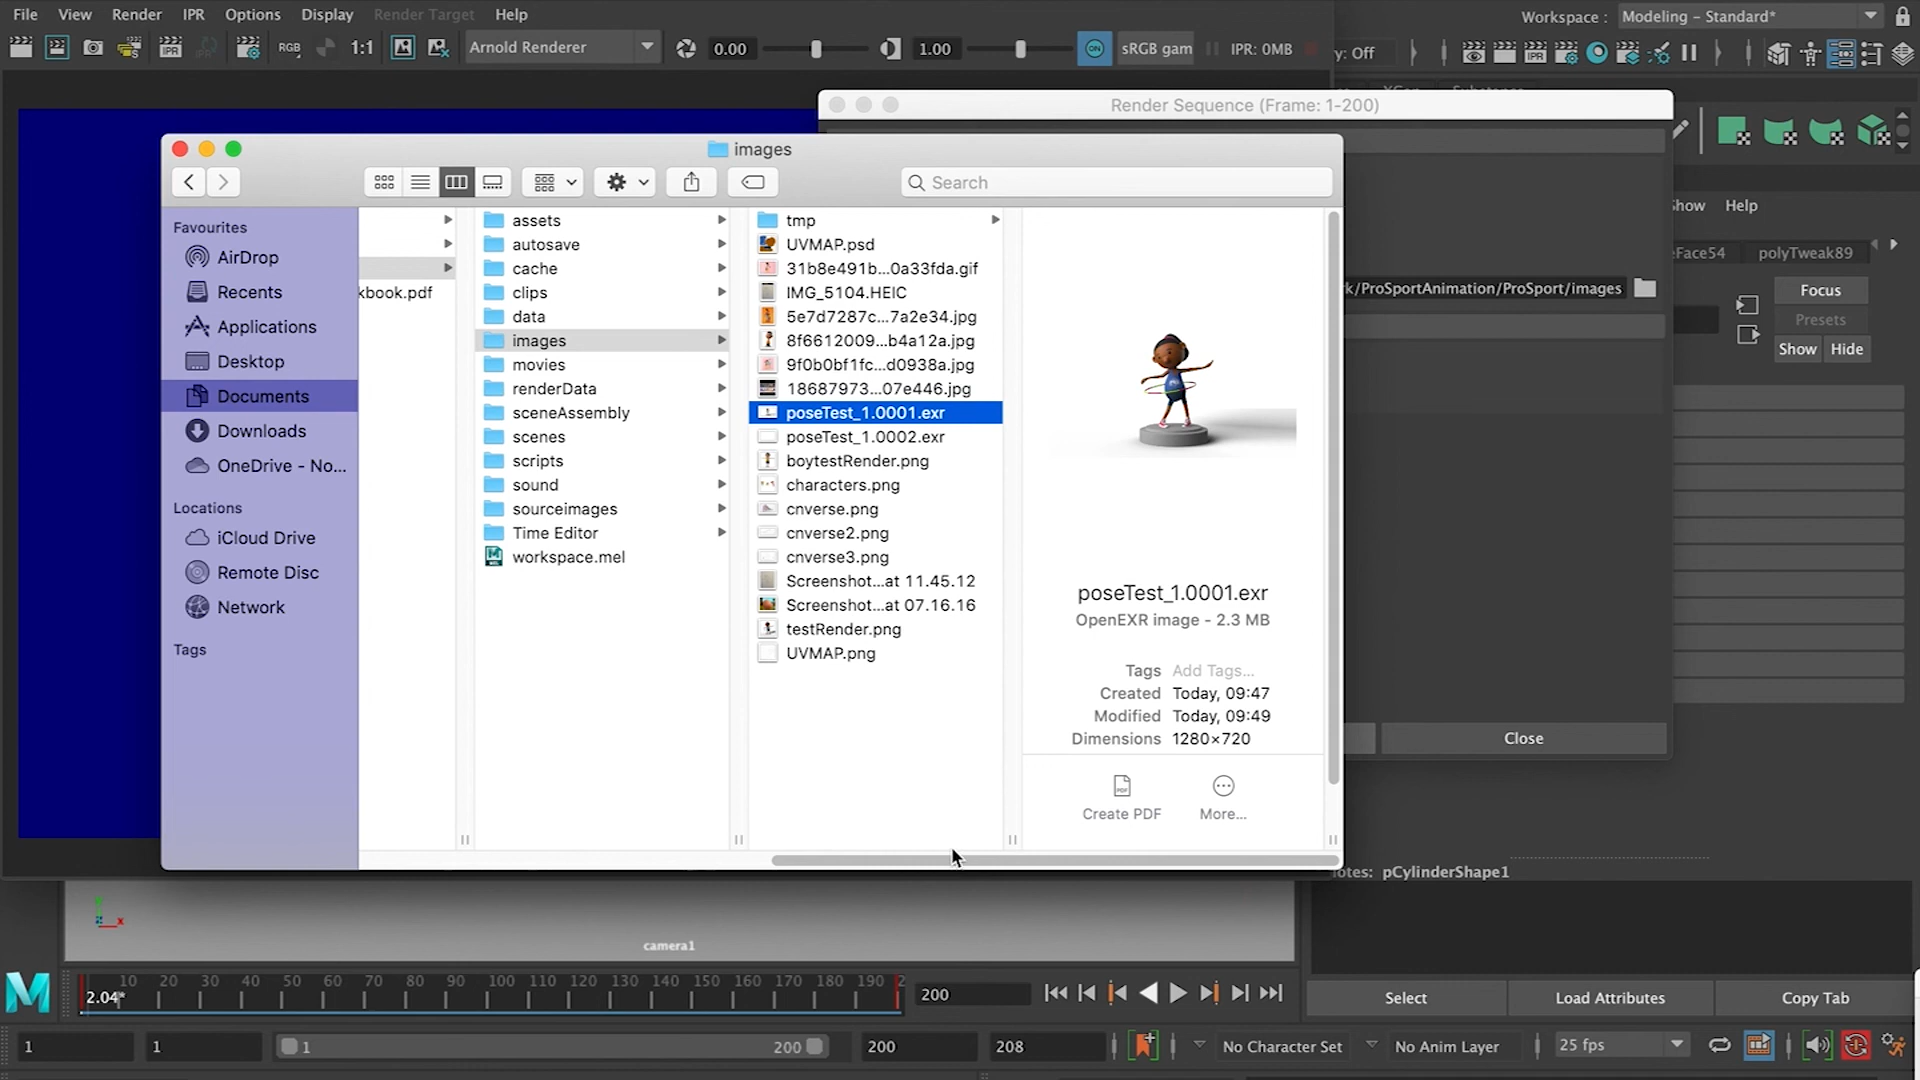 File View Render IPR Options Display Render Target Help
Workspace : Modeling - Standard*
IPR RGB 1:1 Arnold Renderer 0.00 1.00 ON sRGB gam IPR: 0MB y: Off IPR
Render Sequence (Frame: 1-200)
images
Search
Favourites
AirDrop
Recents
Applications
Desktop
Documents
Downloads
OneDrive - No...
Locations
iCloud Drive
Remote Disc
Network
Tags
kbook.pdf
assets
autosave
cache
clips
data
images
movies
renderData
sceneAssembly
scenes
scripts
sound
sourceimages
Time Editor
workspace.mel
tmp
UVMAP.psd
31b8e491b...0a33fda.gif
IMG_5104.HEIC
5e7d7287c...7a2e34.jpg
8f6612009...b4a12a.jpg
9f0b0bf1fc...d0938a.jpg
18687973...07e446.jpg
poseTest_1.0001.exr
poseTest_1.0002.exr
boytestRender.png
characters.png
cnverse.png
cnverse2.png
cnverse3.png
Screenshot...at 11.45.12
Screenshot...at 07.16.16
testRender.png
UVMAP.png
poseTest_1.0001.exr
OpenEXR image - 2.3 MB
Tags Add Tags...
Created Today, 09:47
Modified Today, 09:49
Dimensions 1280×720
Create PDF More...
Show Help
eFace54 polyTweak89
k/ProSportAnimation/ProSport/images
Focus
Presets
Show Hide
Close
otes: pCylinderShape1
camera1
2.04* 10 20 30 40 50 60 70 80 90 100 110 120 130 140 150 160 170 180 190 2
200
Select Load Attributes Copy Tab
1 1 1 200 200 208 No Character Set No Anim Layer 25 fps